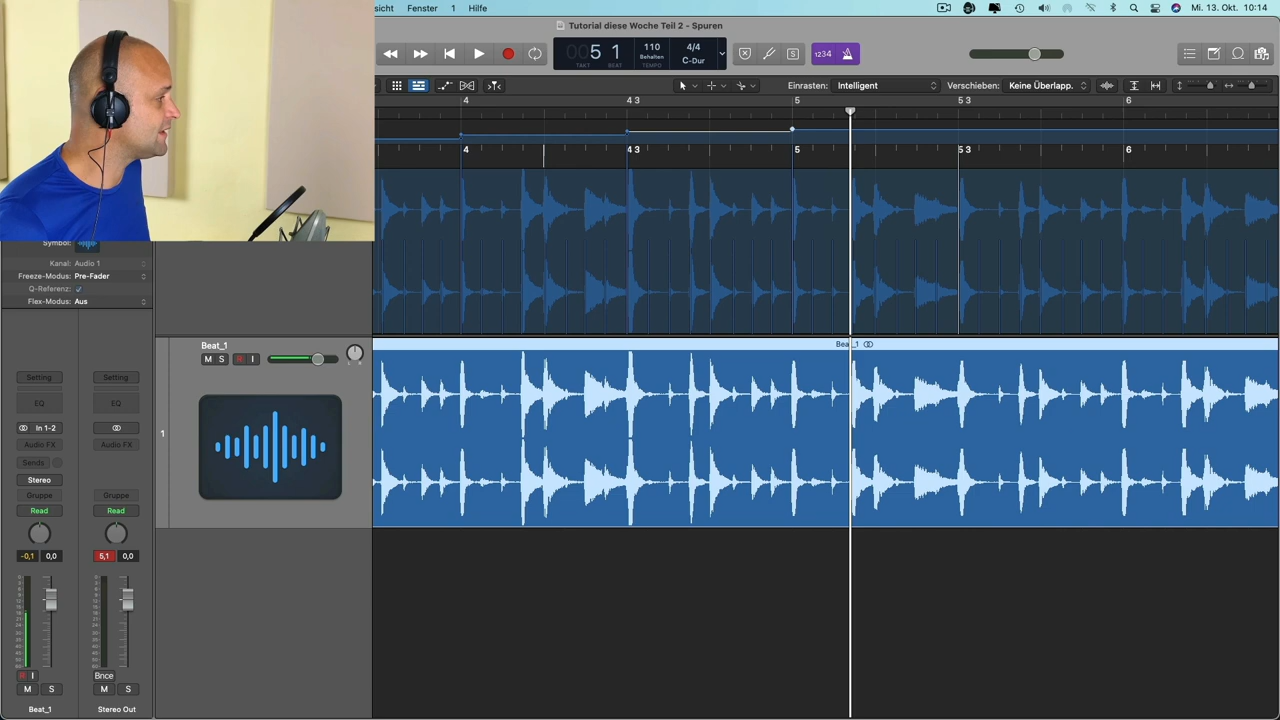 sicht Fenster 1 Hilfe
Mi. 13. Okt. 10:14
Tutorial diese Woche Teil 2 - Spuren
005 1
TAKT BEAT
110
Behalten
TEMPO
4/4
C-Dur
1234
S
Einrasten: Intelligent
Verschieben: Keine Überlapp.
4 4 3 5 5 3 6
4 4 3 5 5 3 6
Symbol:
Kanal: Audio 1
Freeze-Modus: Pre-Fader
Q-Referenz:
Flex-Modus: Aus
Beat_1
M S R I
L R
Beat_1
1
Setting Setting
EQ EQ
In 1-2
Audio FX Audio FX
Sends
Stereo
Gruppe Gruppe
Read Read
-0,1 0,0 5,1 0,0
R I Bnce
M S M S
Beat_1 Stereo Out